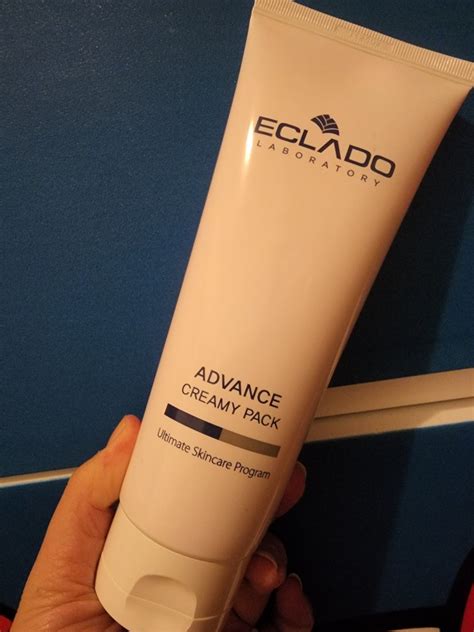 ECLADO
LABORATORY
ADVANCE
CREAMY PACK
Ultimate Skincare Program